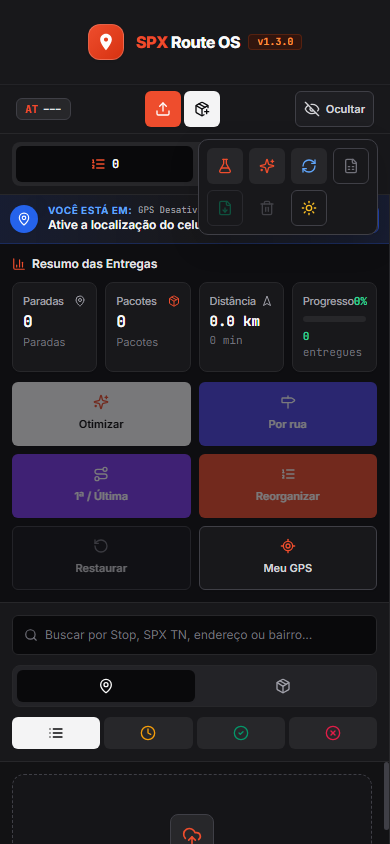 SPX Route OS v1.3.0
AT ---
Ocultar
0
VOCÊ ESTÁ EM: GPS Desativ
Ative a localização do celu
Resumo das Entregas
Paradas
0
Paradas
Pacotes
0
Pacotes
Distância
0.0 km
0 min
Progresso 0%
0
entregues
Otimizar
Por rua
1ª / Última
Reorganizar
Restaurar
Meu GPS
Buscar por Stop, SPX TN, endereço ou bairro...